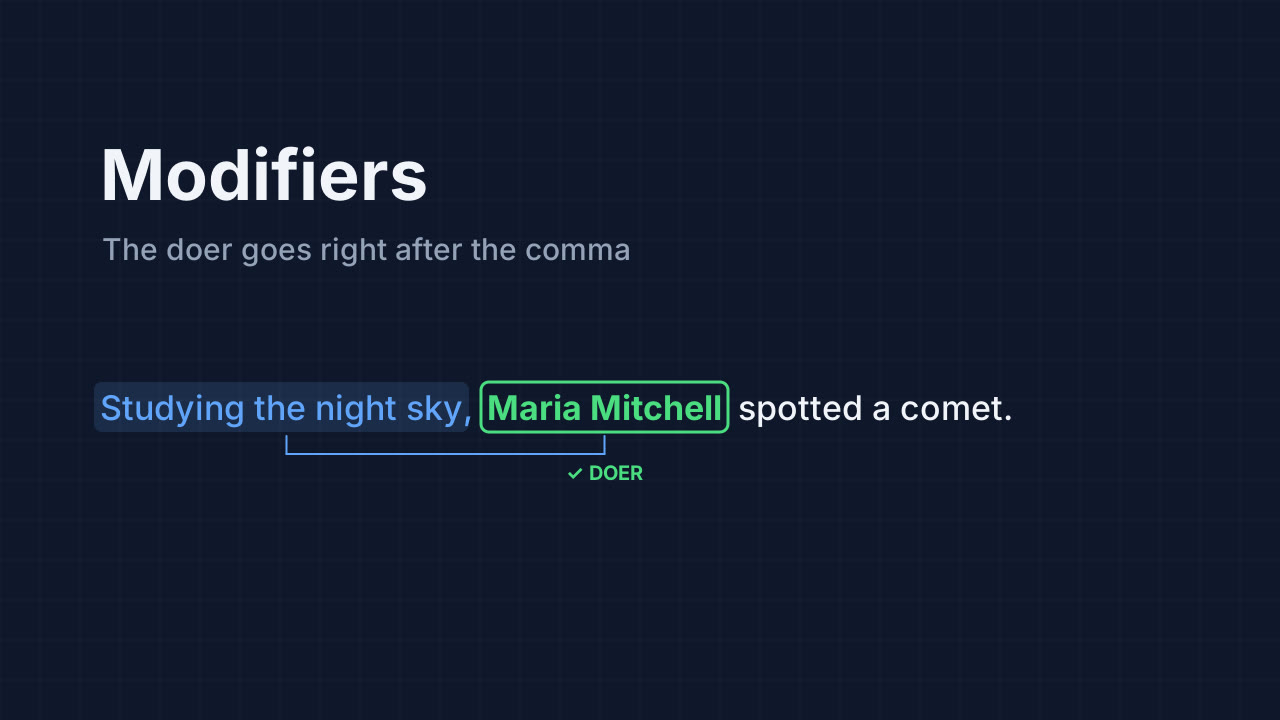 Modifiers
The doer goes right after the comma
Studying the night sky, Maria Mitchell spotted a comet.
✓ DOER